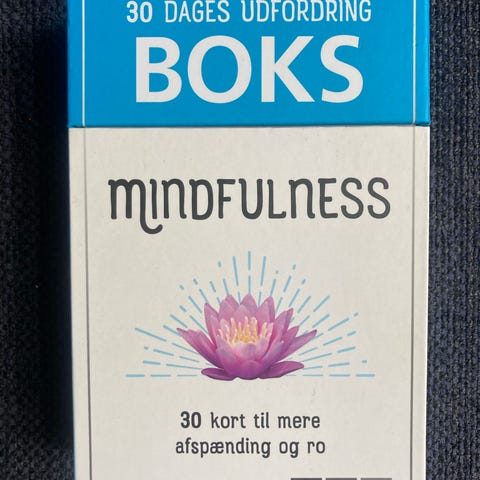 30 DAGES UDFORDRING
BOKS
MINDFULNESS
30 kort til mere
afspænding og ro